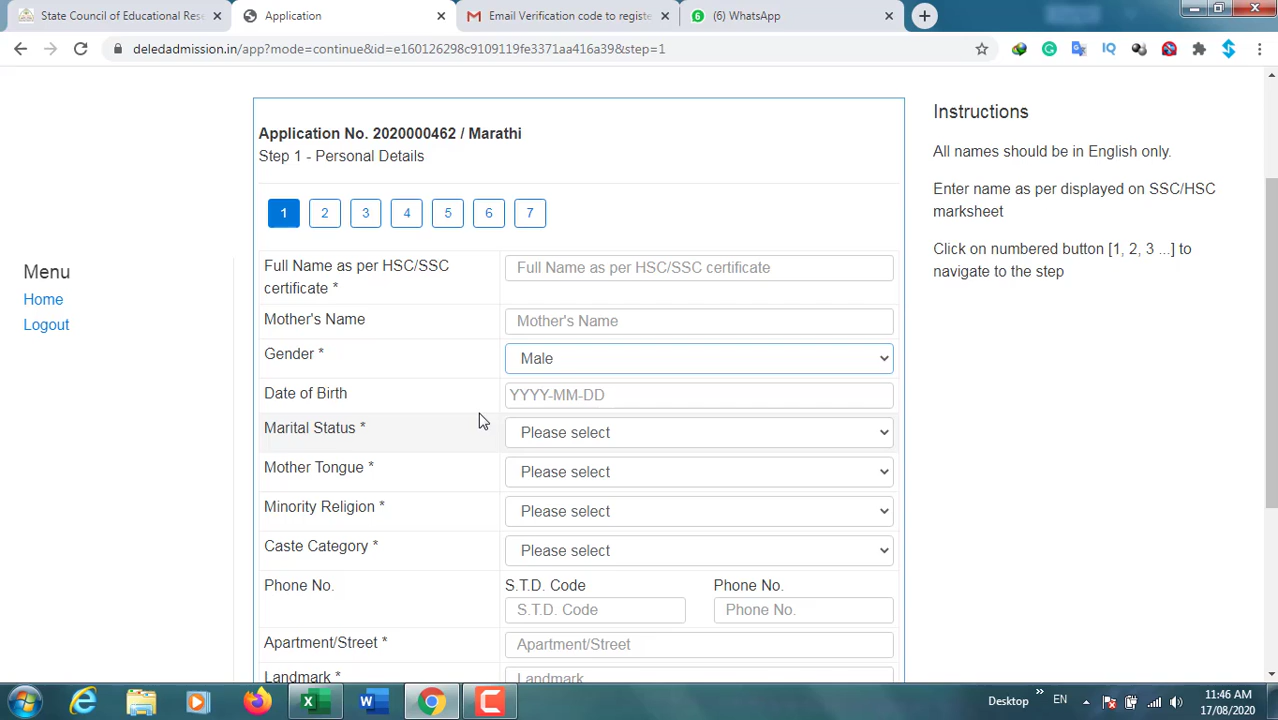 State Council of Educational Rese
Application
Email Verification code to registe
(6) WhatsApp
deledadmission.in/app?mode=continue&id=e160126298C9109119fe3371aa416a39&step=1
Application No. 2020000462 / Marathi
Step 1 - Personal Details
1 2 3 4 5 6 7
Menu
Home
Logout
Full Name as per HSC/SSC certificate * Full Name as per HSC/SSC certificate
Mother's Name Mother's Name
Gender * Male
Date of Birth YYYY-MM-DD
Marital Status * Please select
Mother Tongue * Please select
Minority Religion * Please select
Caste Category * Please select
Phone No. S.T.D. Code Phone No.
S.T.D. Code Phone No.
Apartment/Street * Apartment/Street
Landmark * Landmark
Instructions
All names should be in English only.
Enter name as per displayed on SSC/HSC
marksheet
Click on numbered button [1, 2, 3 ...] to
navigate to the step
Desktop
EN
11:46 AM
17/08/2020